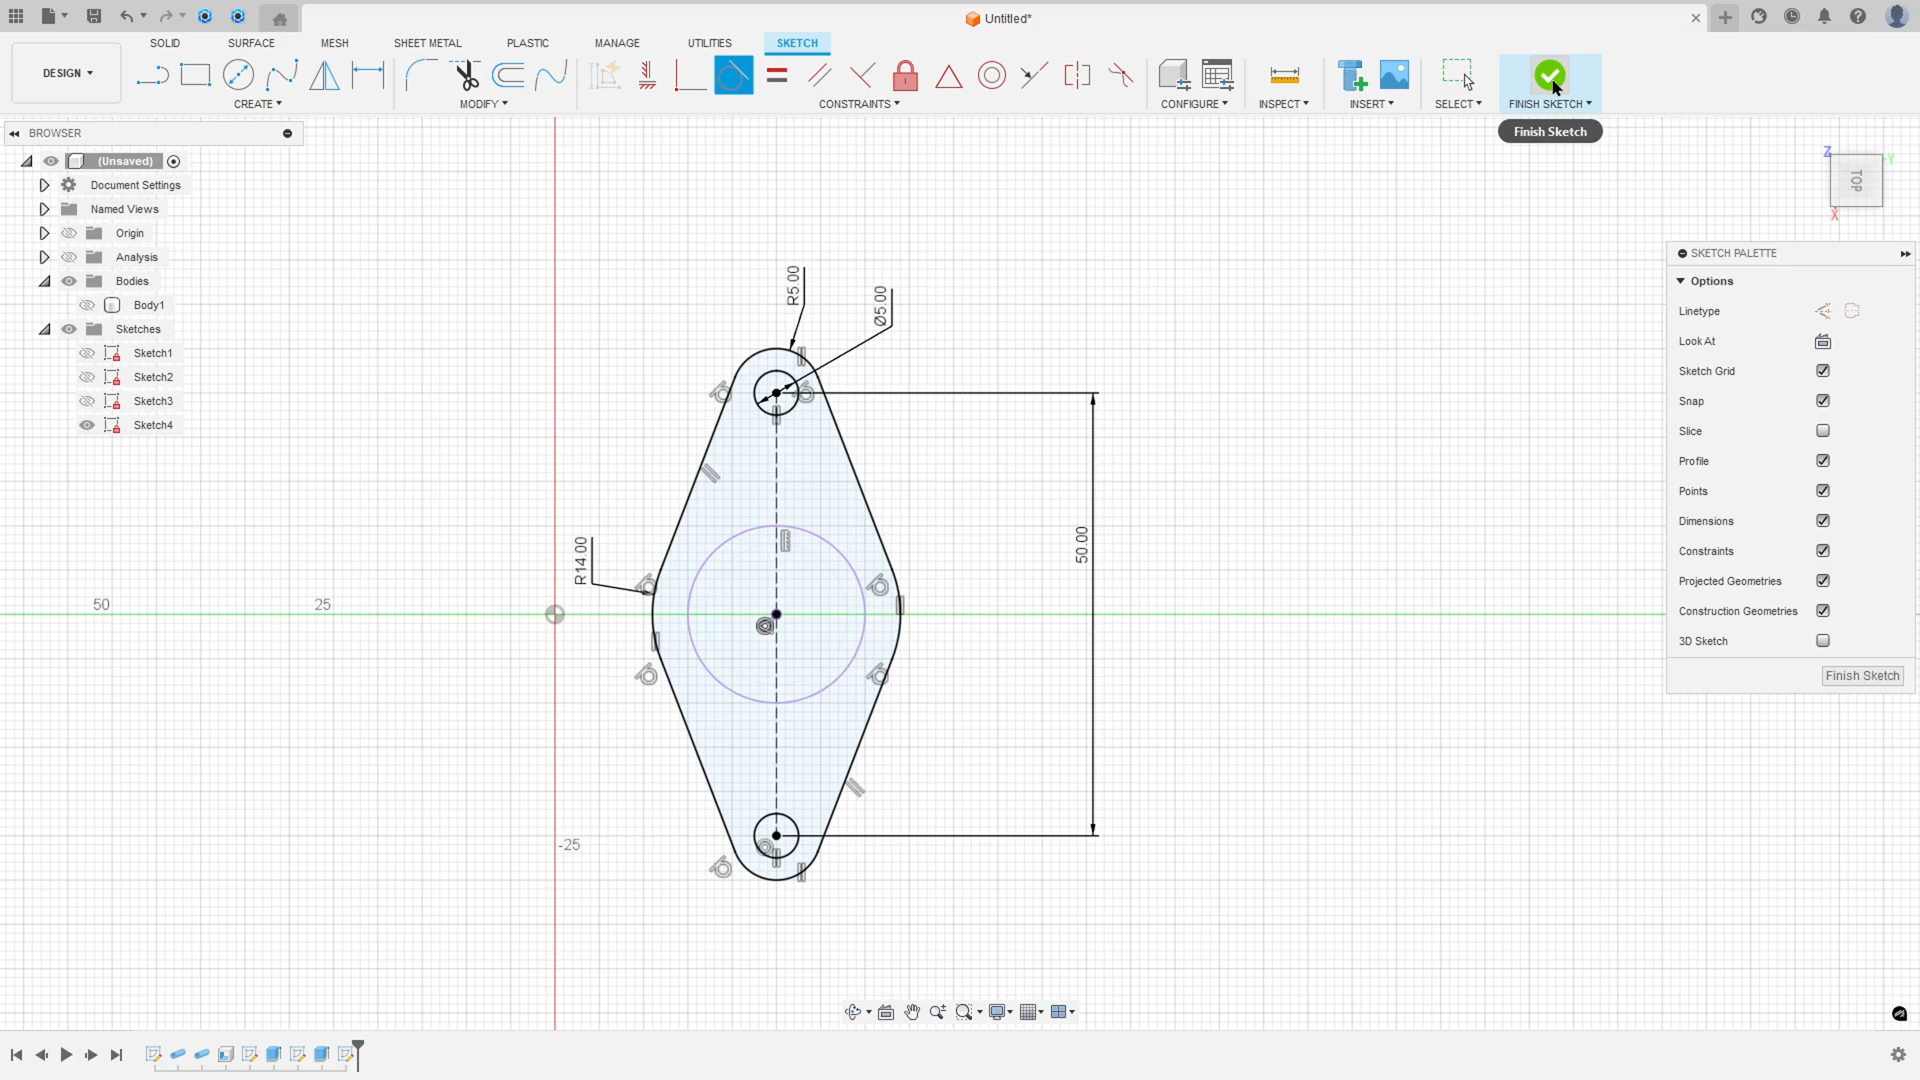 Untitled*
SOLID SURFACE MESH SHEET METAL PLASTIC MANAGE UTILITIES SKETCH
DESIGN
CREATE MODIFY CONSTRAINTS CONFIGURE INSPECT INSERT SELECT FINISH SKETCH
Finish Sketch
BROWSER
(Unsaved)
Document Settings
Named Views
Origin
Analysis
Bodies
Body1
Sketches
Sketch1
Sketch2
Sketch3
Sketch4
Z
Y
TOP
X
SKETCH PALETTE
Options
Linetype
Look At
Sketch Grid
Snap
Slice
Profile
Points
Dimensions
Constraints
Projected Geometries
Construction Geometries
3D Sketch
Finish Sketch
R5.00
Ø5.00
R14.00
50.00
50
25
-25